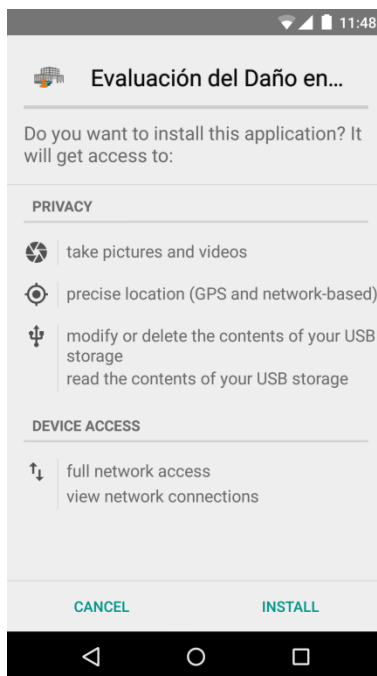 11:48
Evaluación del Daño en...
Do you want to install this application? It
will get access to:
PRIVACY
take pictures and videos
precise location (GPS and network-based)
modify or delete the contents of your USB
storage
read the contents of your USB storage
DEVICE ACCESS
full network access
view network connections
CANCEL INSTALL